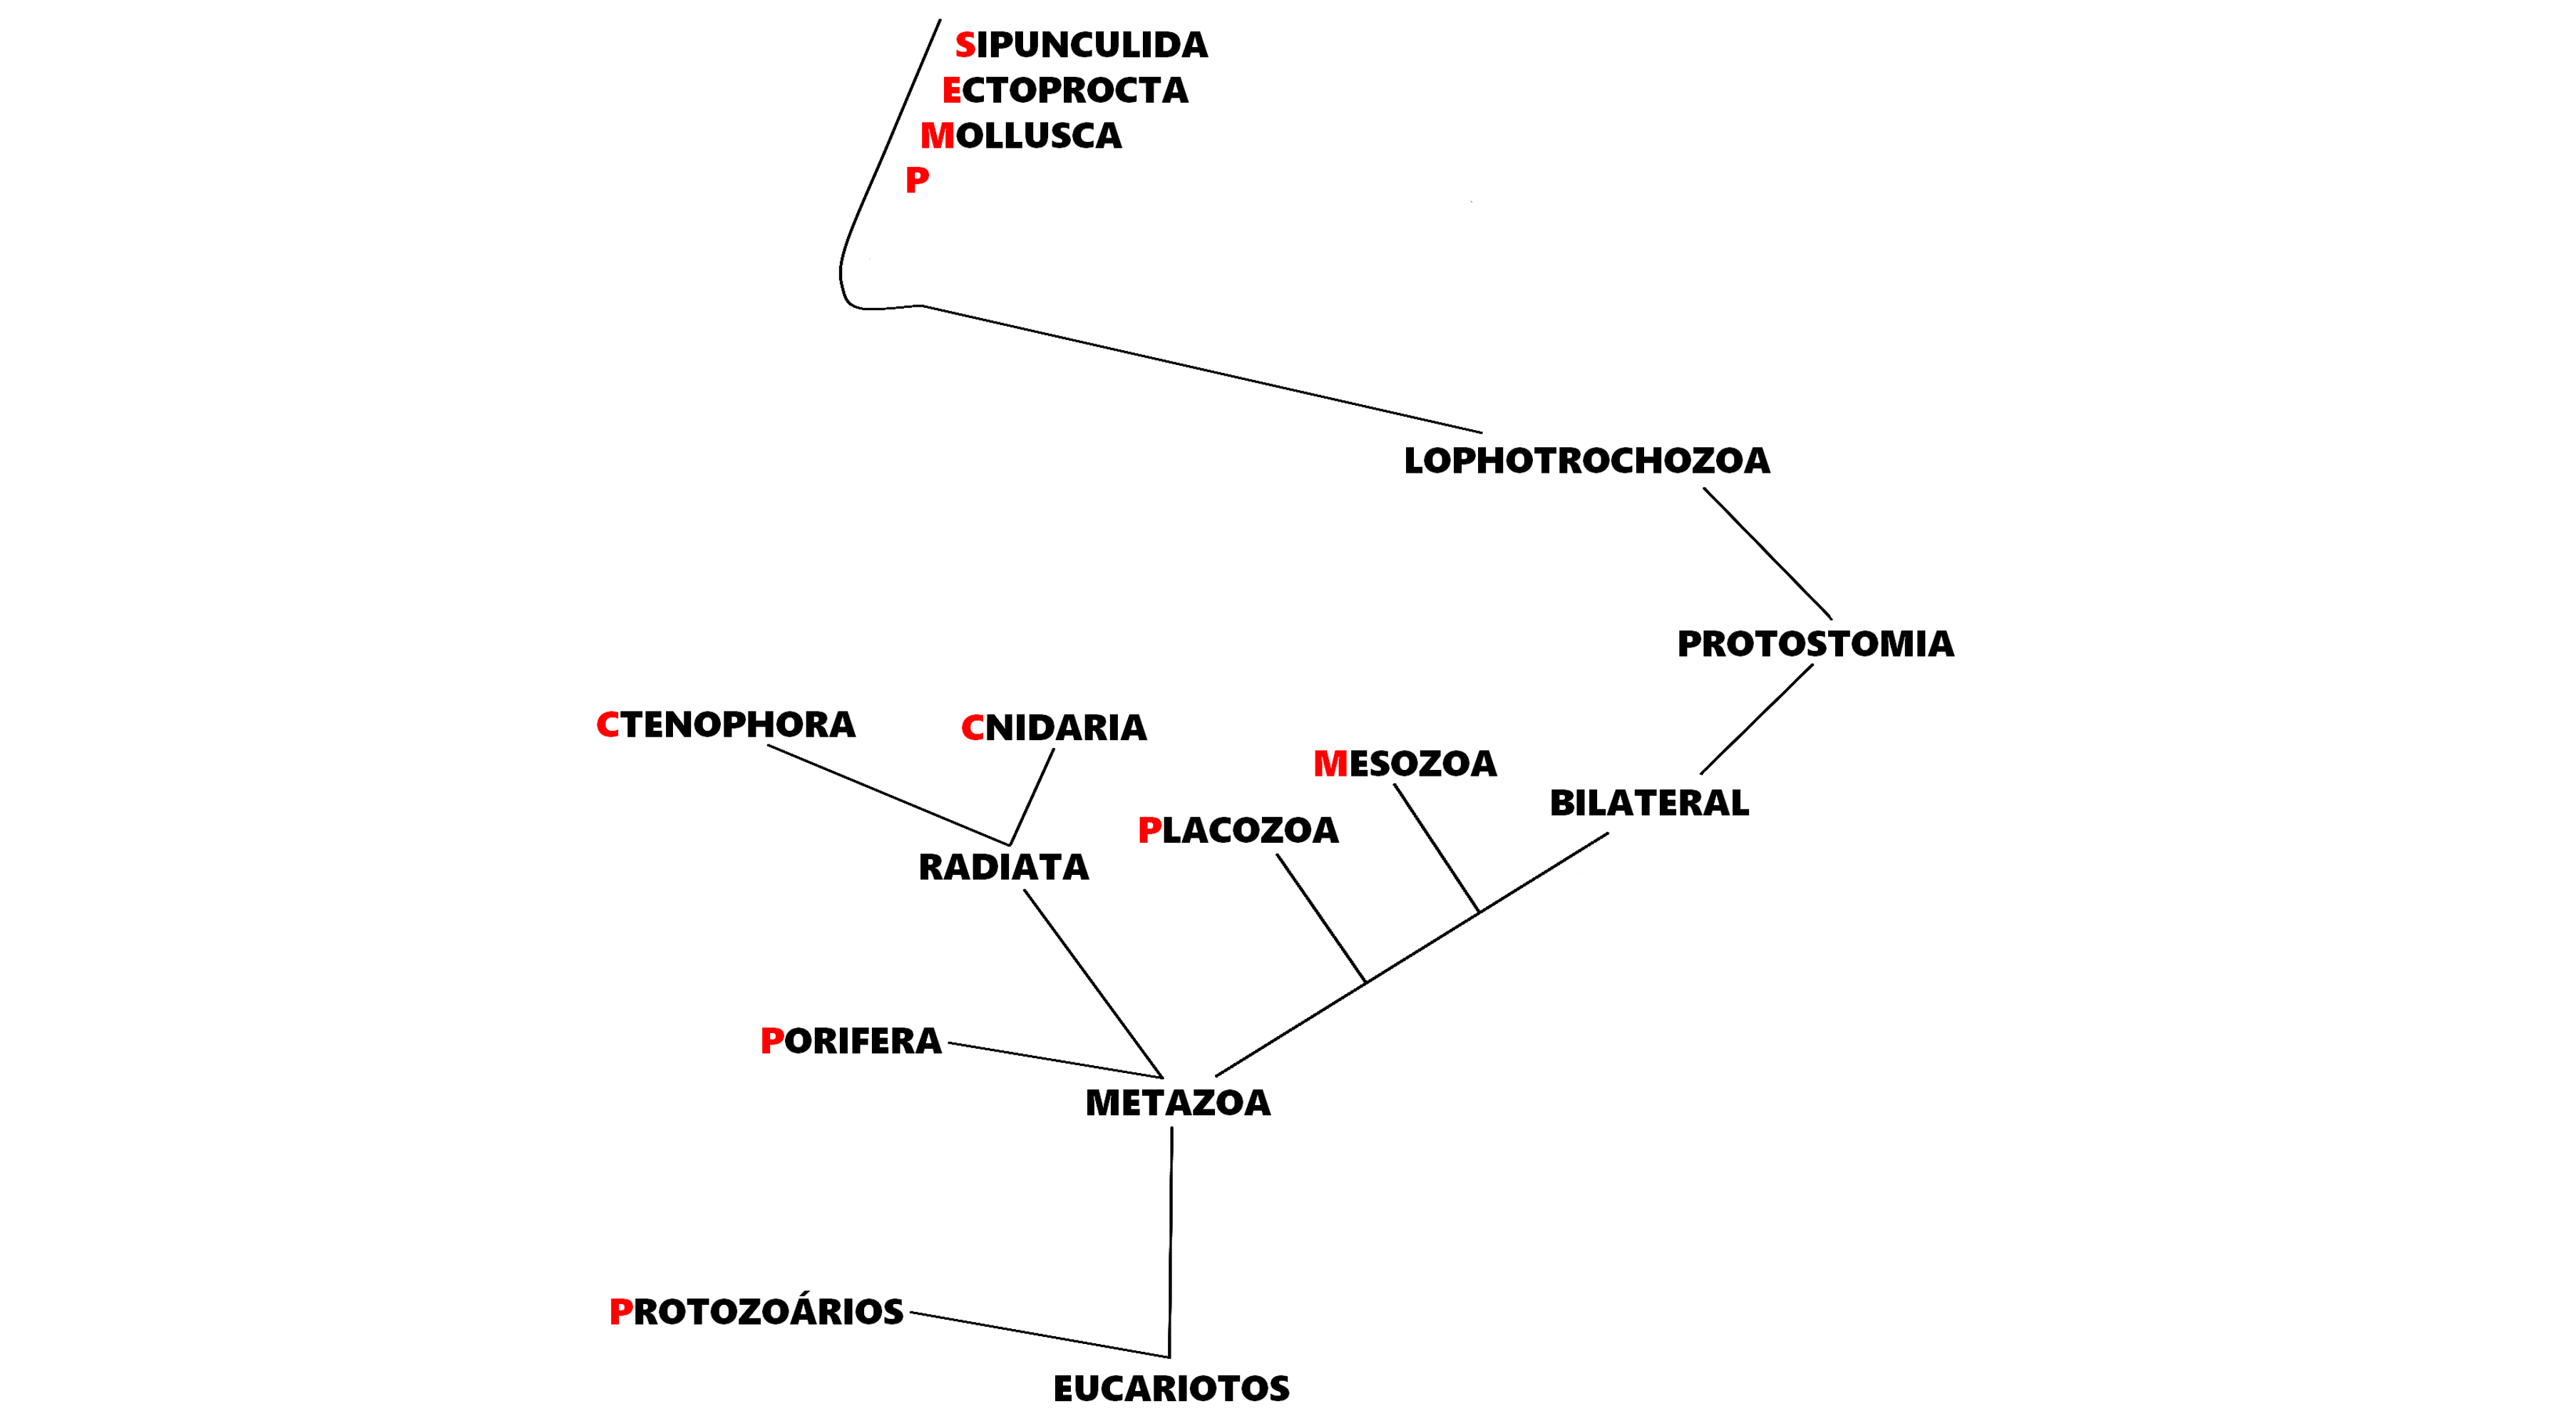 SIPUNCULIDA
ECTOPROCTA
MOLLUSCA
P
LOPHOTROCHOZOA
PROTOSTOMIA
CTENOPHORA
CNIDARIA
MESOZOA
BILATERAL
PLACOZOA
RADIATA
PORIFERA
METAZOA
PROTOZOÁRIOS
EUCARIOTOS